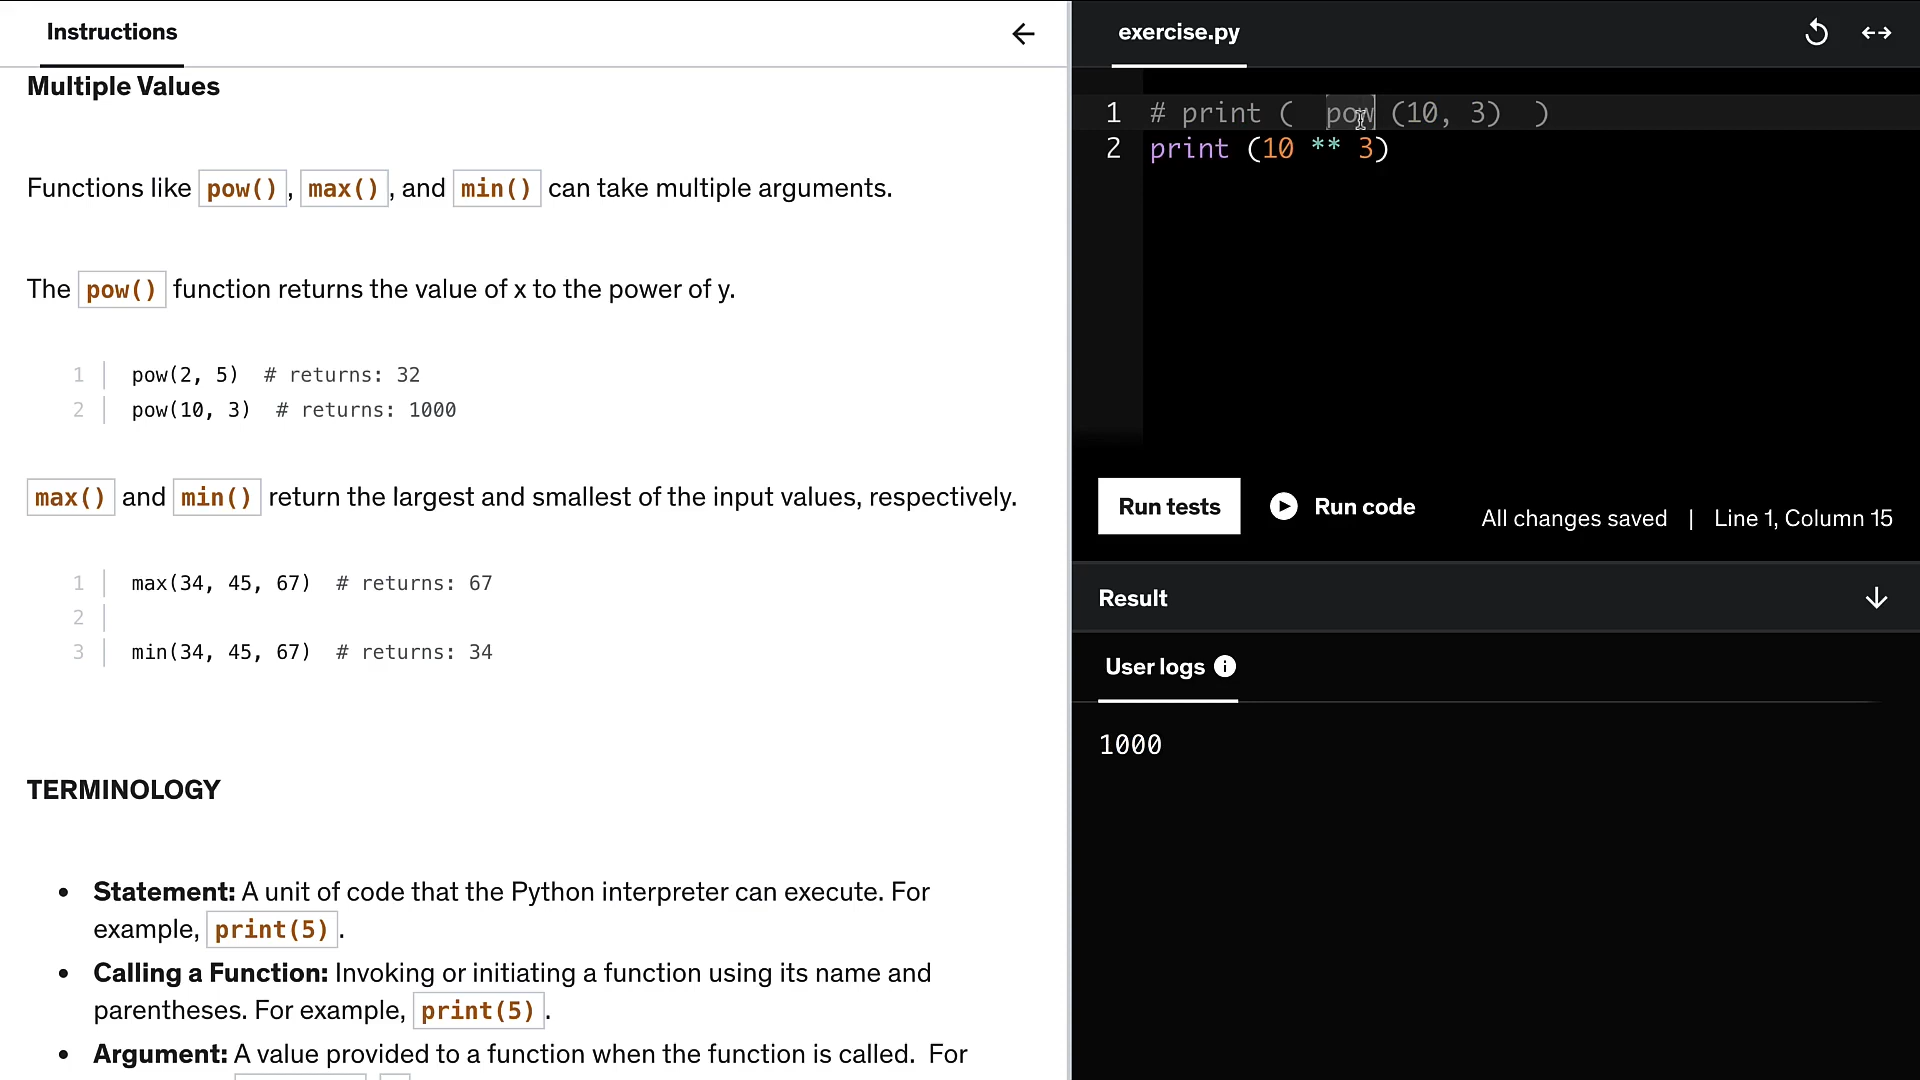 Instructions
Multiple Values
Functions like pow(), max(), and min() can take multiple arguments.
The pow() function returns the value of x to the power of y.
1 pow(2, 5) # returns: 32
2 pow(10, 3) # returns: 1000
max() and min() return the largest and smallest of the input values, respectively.
1 max(34, 45, 67) # returns: 67
2
3 min(34, 45, 67) # returns: 34
TERMINOLOGY
• Statement: A unit of code that the Python interpreter can execute. For
example, print(5).
• Calling a Function: Invoking or initiating a function using its name and
parentheses. For example, print(5).
• Argument: A value provided to a function when the function is called. For
exercise.py
1 # print (  pow (10, 3)  )
2 print (10 ** 3)
Run tests
Run code
All changes saved | Line 1, Column 15
Result
User logs
1000